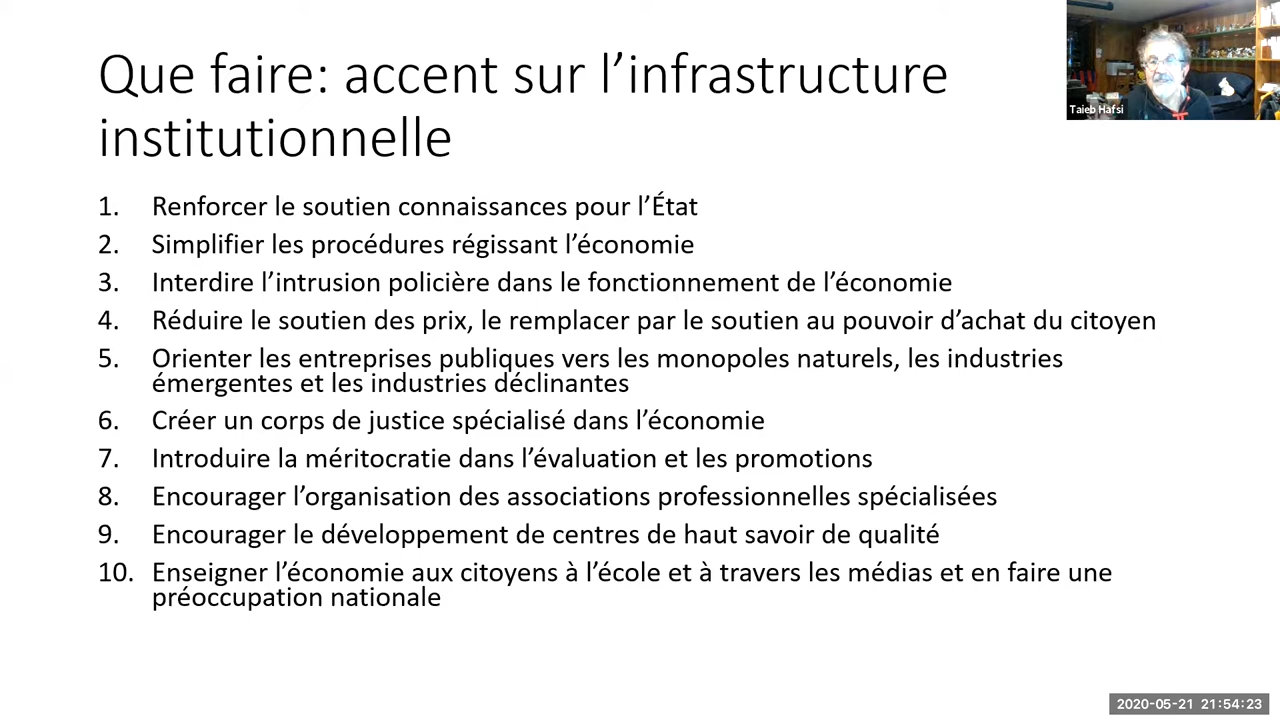 Que faire: accent sur l’infrastructure
institutionnelle
Taieb Hafsi
1. Renforcer le soutien connaissances pour l’État
2. Simplifier les procédures régissant l’économie
3. Interdire l’intrusion policière dans le fonctionnement de l’économie
4. Réduire le soutien des prix, le remplacer par le soutien au pouvoir d’achat du citoyen
5. Orienter les entreprises publiques vers les monopoles naturels, les industries
émergentes et les industries déclinantes
6. Créer un corps de justice spécialisé dans l’économie
7. Introduire la méritocratie dans l’évaluation et les promotions
8. Encourager l’organisation des associations professionnelles spécialisées
9. Encourager le développement de centres de haut savoir de qualité
10. Enseigner l’économie aux citoyens à l’école et à travers les médias et en faire une
préoccupation nationale
2020-05-21 21:54:23